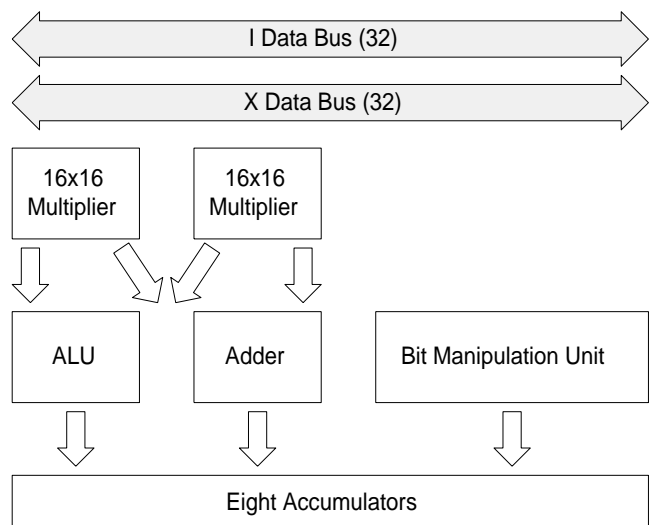 I Data Bus (32)
X Data Bus (32)
16x16
Multiplier
16x16
Multiplier
ALU
Adder
Bit Manipulation Unit
Eight Accumulators